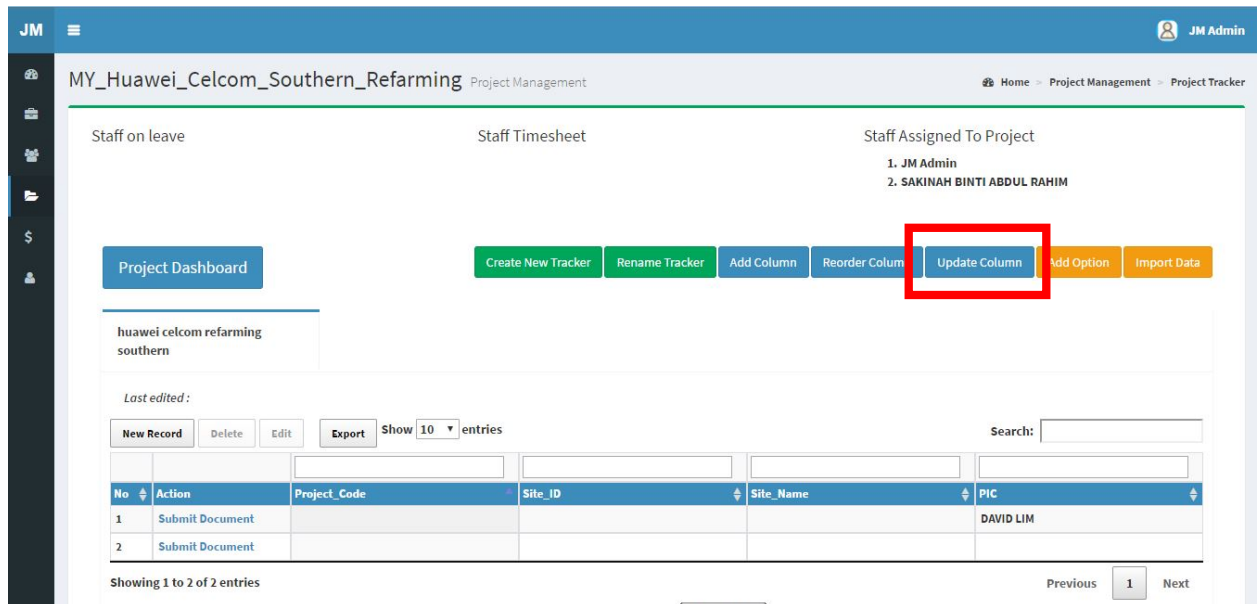 JM
JM Admin
MY_Huawei_Celcom_Southern_Refarming Project Management
Home > Project Management > Project Tracker
Staff on leave
Staff Timesheet
Staff Assigned To Project
1. JM Admin
2. SAKINAH BINTI ABDUL RAHIM
Project Dashboard
Create New Tracker
Rename Tracker
Add Column
Reorder Colum
Update Column
Add Option
Import Data
huawei celcom refarming
southern
Last edited :
New Record Delete Edit Export Show 10 entries
Search:
No Action Project_Code Site_ID Site_Name PIC
1 Submit Document DAVID LIM
2 Submit Document
Showing 1 to 2 of 2 entries
Previous 1 Next